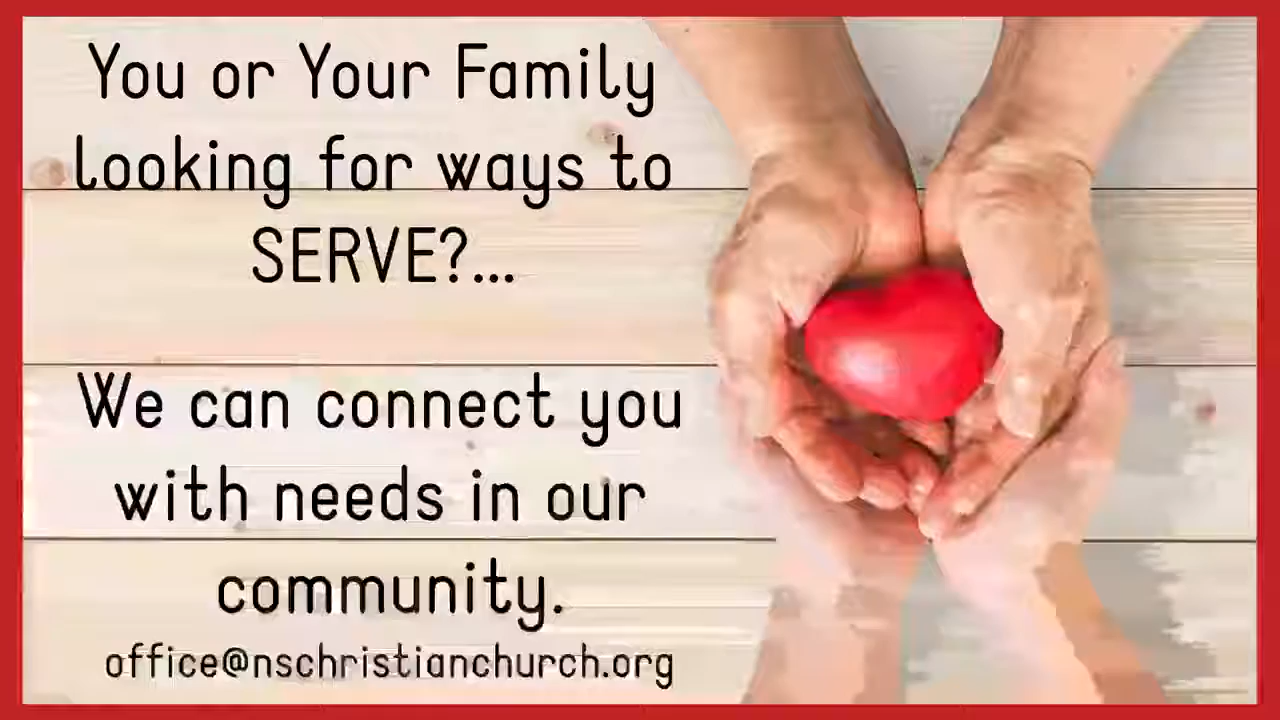 You or Your Family
looking for ways to
SERVE?...
We can connect you
with needs in our
community.
office@nschristianchurch.org